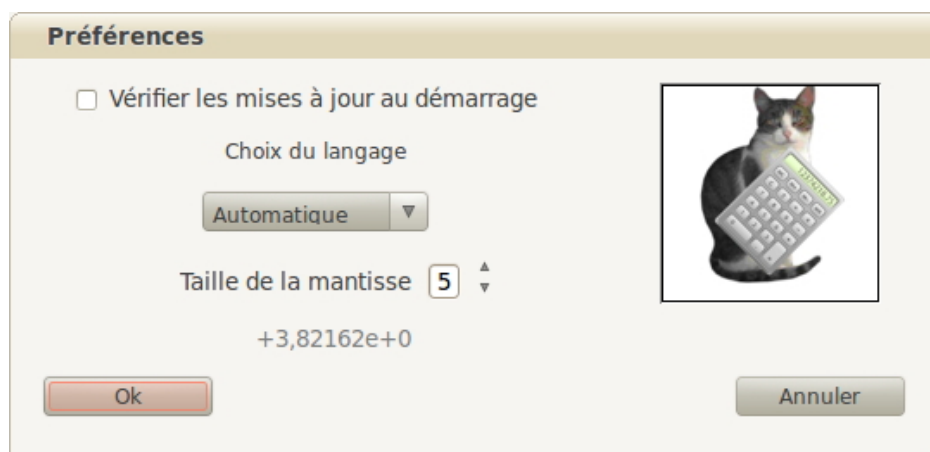 Préférences
Vérifier les mises à jour au démarrage
Choix du langage
Automatique
Taille de la mantisse 5
+3,82162e+0
Ok
Annuler